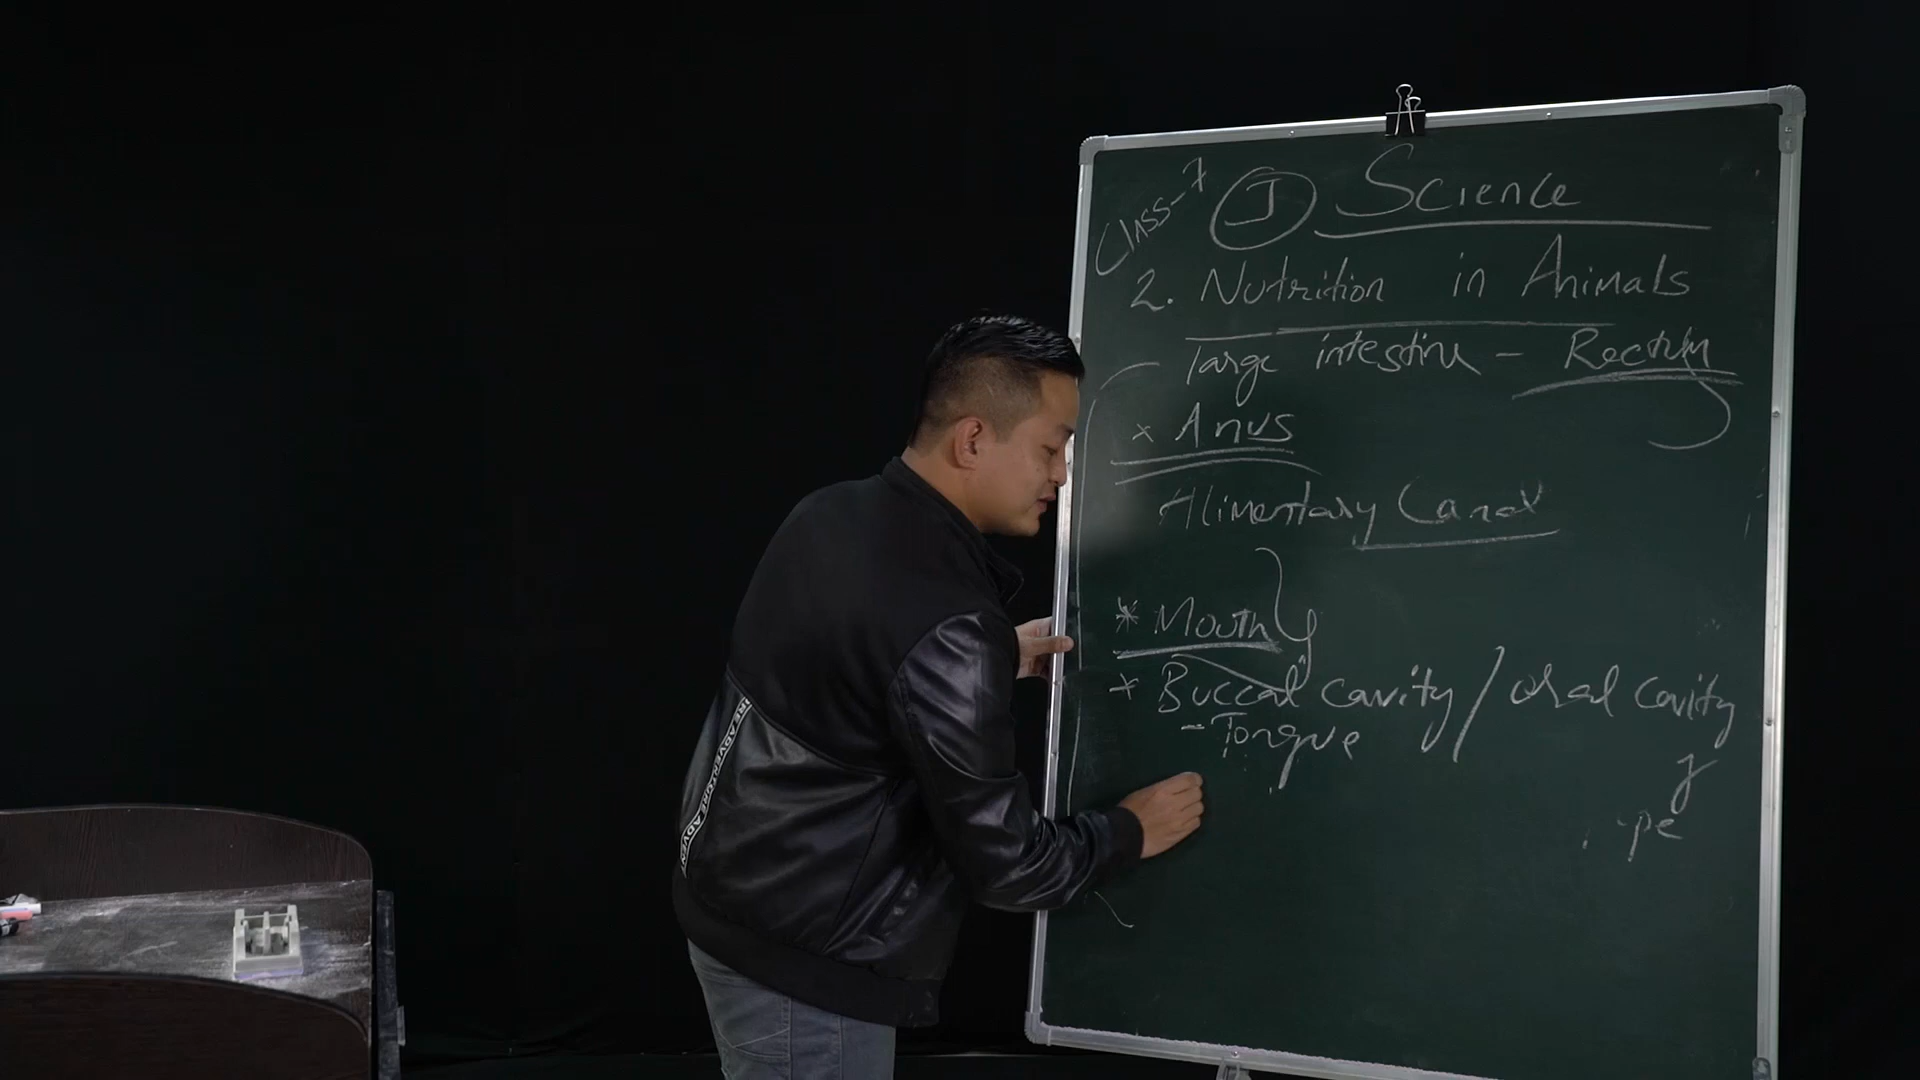 Class-7 I Science
2. Nutrition in Animals
Large intestine - Rectum
x Anus
Alimentary Canal
* Mouth
* Buccal cavity / oral cavity
- Tongue
-pe